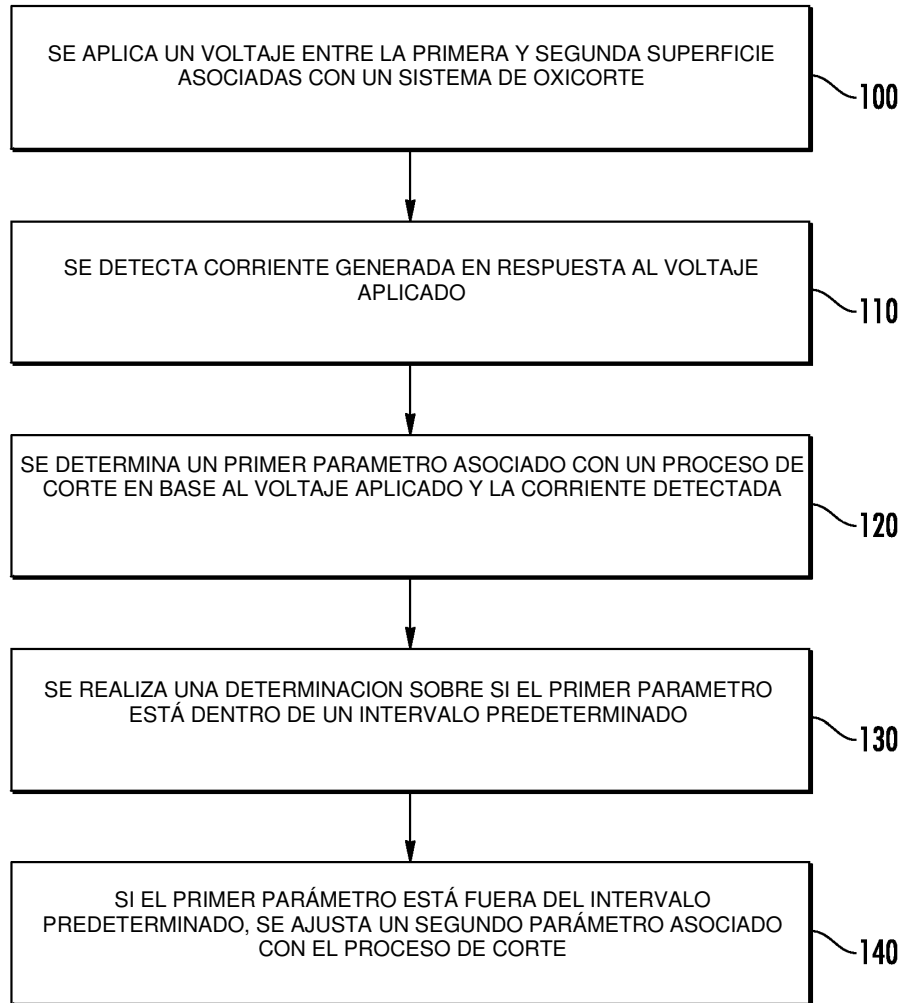 SE APLICA UN VOLTAJE ENTRE LA PRIMERA Y SEGUNDA SUPERFICIE
ASOCIADAS CON UN SISTEMA DE OXICORTE
100
SE DETECTA CORRIENTE GENERADA EN RESPUESTA AL VOLTAJE
APLICADO
110
SE DETERMINA UN PRIMER PARAMETRO ASOCIADO CON UN PROCESO DE
CORTE EN BASE AL VOLTAJE APLICADO Y LA CORRIENTE DETECTADA
120
SE REALIZA UNA DETERMINACION SOBRE SI EL PRIMER PARAMETRO
ESTÁ DENTRO DE UN INTERVALO PREDETERMINADO
130
SI EL PRIMER PARÁMETRO ESTÁ FUERA DEL INTERVALO
PREDETERMINADO, SE AJUSTA UN SEGUNDO PARÁMETRO ASOCIADO
CON EL PROCESO DE CORTE
140